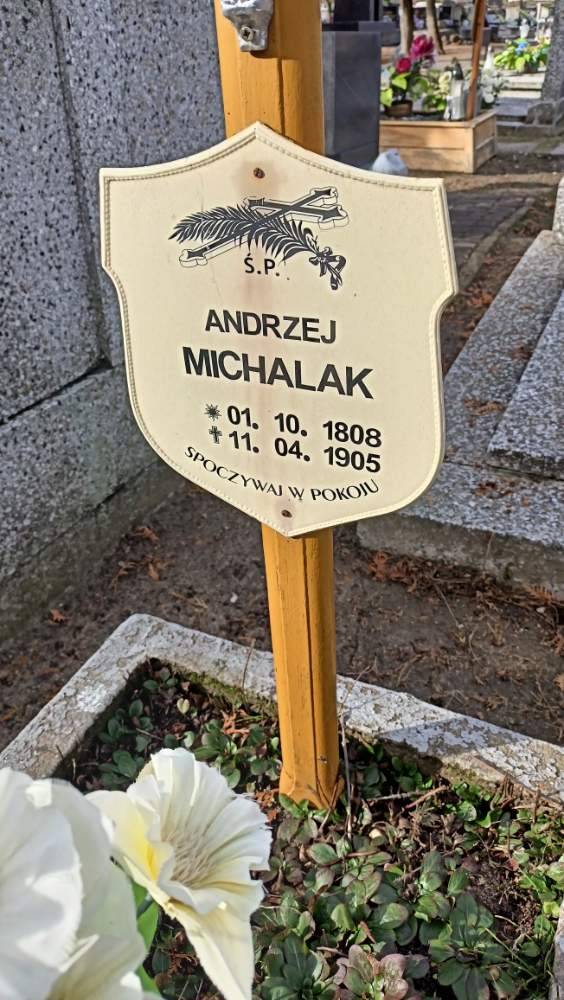 Ś.P.
ANDRZEJ
MICHALAK
01. 10. 1808
11. 04. 1905
SPOCZYWAJ W POKOJU